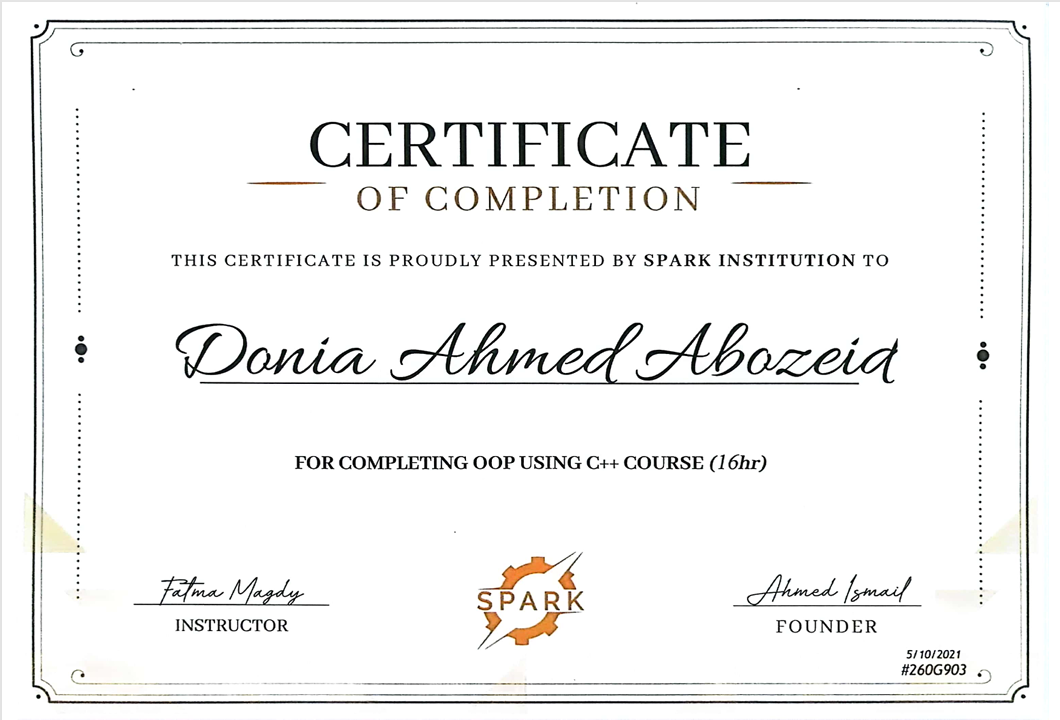 CERTIFICATE
OF COMPLETION
THIS CERTIFICATE IS PROUDLY PRESENTED BY SPARK INSTITUTION TO
Donia Ahmed Abozeid
FOR COMPLETING OOP USING C++ COURSE (16hr)
Fatma Magdy
INSTRUCTOR
SPARK
Ahmed Ismail
FOUNDER
5/10/2021
#260G903